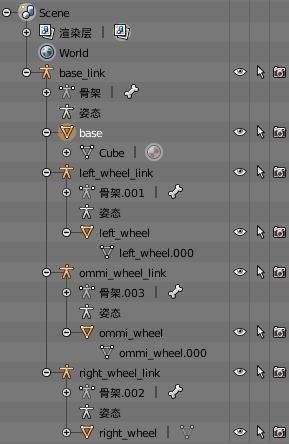 Scene
渲染层
World
base_link
骨架
姿态
base
Cube
left_wheel_link
骨架.001
姿态
left_wheel
left_wheel.000
ommi_wheel_link
骨架.003
姿态
ommi_wheel
ommi_wheel.000
right_wheel_link
骨架.002
姿态
right_wheel